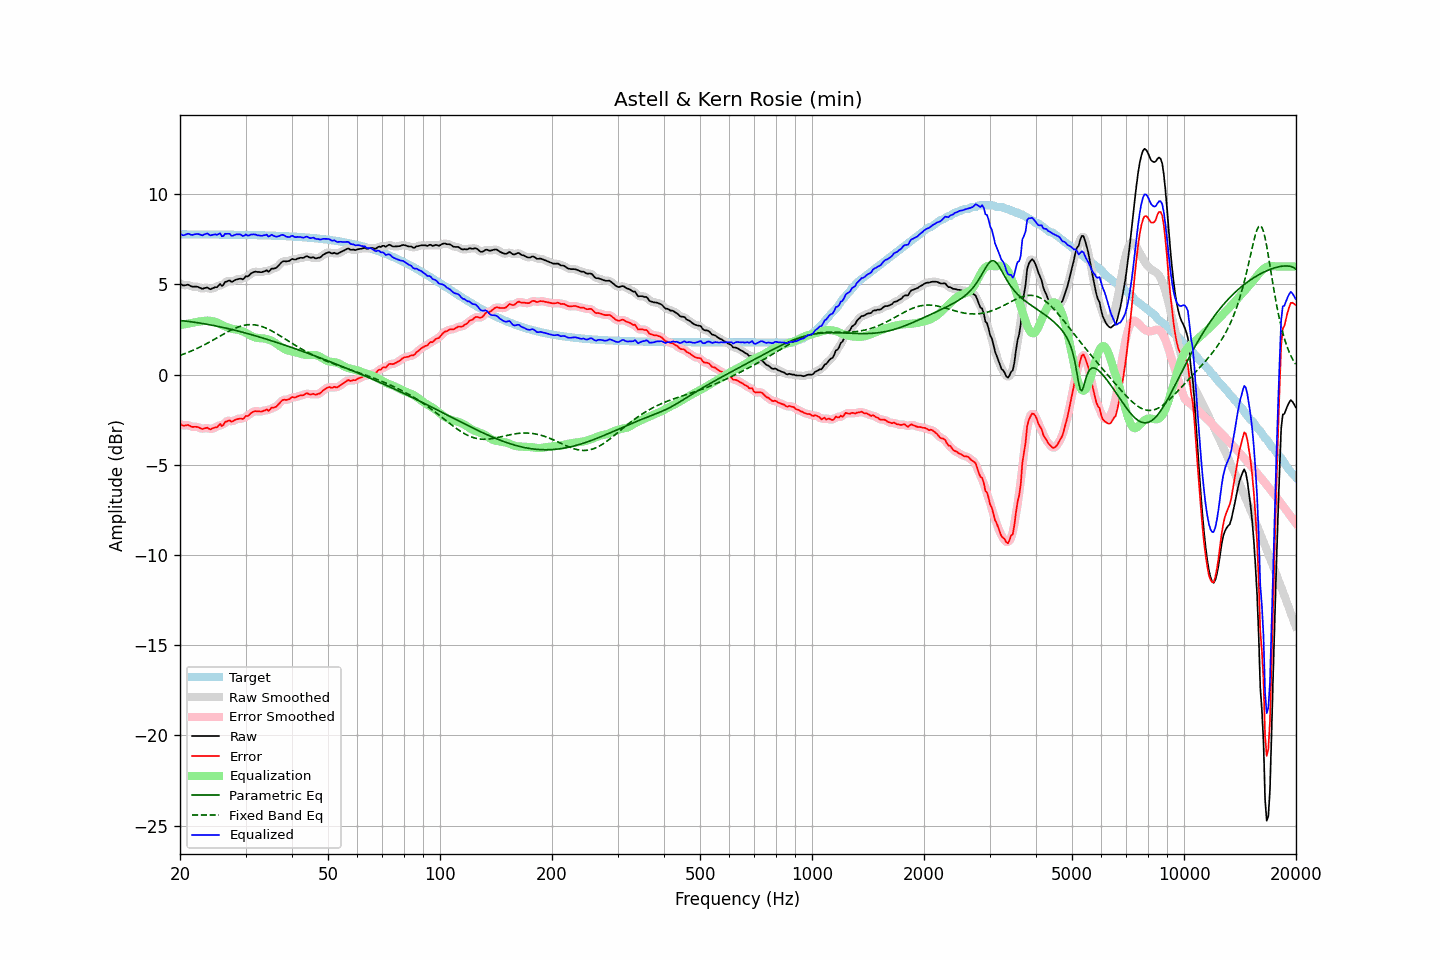 Astell & Kern Rosie (min)
Amplitude (dBr)
10
5
0
−5
−10
−15
−20
−25
Target
Raw Smoothed
Error Smoothed
Raw
Error
Equalization
Parametric Eq
Fixed Band Eq
Equalized
20 50 100 200 500 1000 2000 5000 10000 20000
Frequency (Hz)